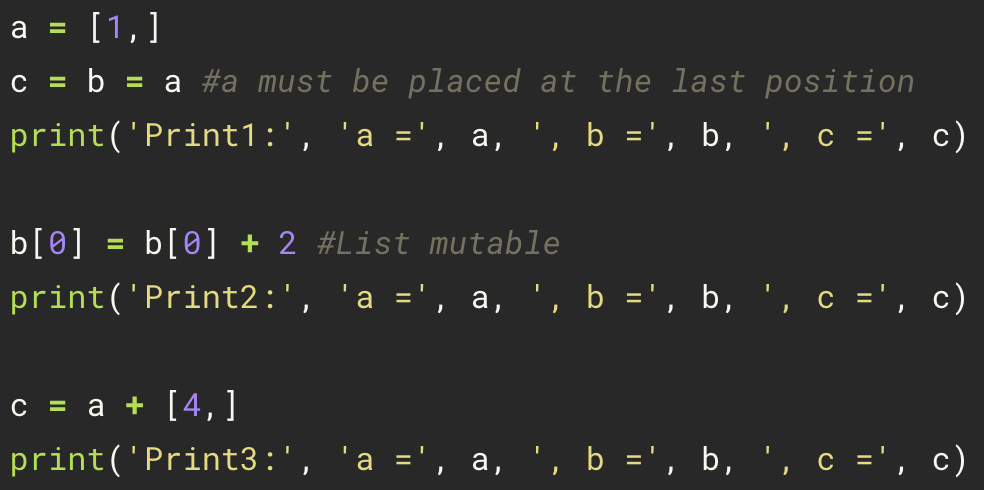 a = [1,]
c = b = a #a must be placed at the last position
print('Print1:', 'a =', a, ', b =', b, ', c =', c)
b[0] = b[0] + 2 #List mutable
print('Print2:', 'a =', a, ', b =', b, ', c =', c)
c = a + [4,]
print('Print3:', 'a =', a, ', b =', b, ', c =', c)